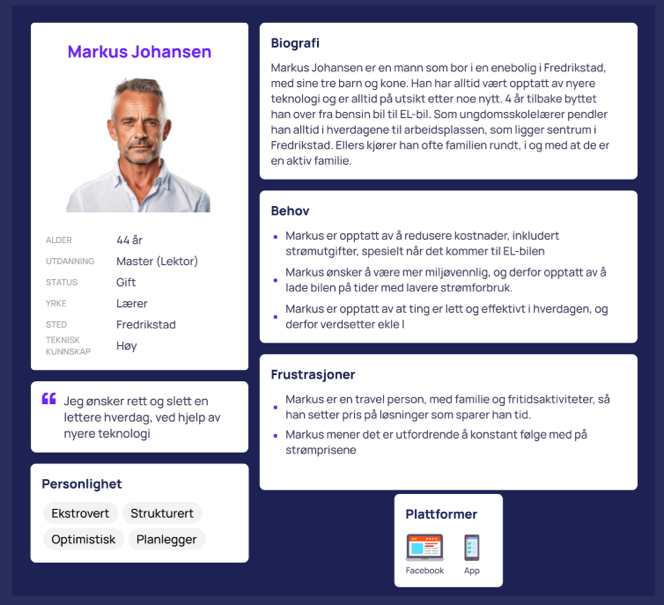 Markus Johansen
ALDER 44 år
UTDANNING Master (Lektor)
STATUS Gift
YRKE Lærer
STED Fredrikstad
TEKNISK
KUNNSKAP Høy
Jeg ønsker rett og slett en
lettere hverdag, ved hjelp av
nyere teknologi
Personlighet
Ekstrovert Strukturert
Optimistisk Planlegger
Biografi
Markus Johansen er en mann som bor i en enebolig i Fredrikstad,
med sine tre barn og kone. Han har alltid vært opptatt av nyere
teknologi og er alltid på utsikt etter noe nytt. 4 år tilbake byttet
han over fra bensin bil til EL-bil. Som ungdomsskolelærer pendler
han alltid i hverdagene til arbeidsplassen, som ligger sentrum i
Fredrikstad. Ellers kjører han ofte familien rundt, i og med at de er
en aktiv familie.
Behov
Markus er opptatt av å redusere kostnader, inkludert
strømutgifter, spesielt når det kommer til EL-bilen
Markus ønsker å være mer miljøvennlig, og derfor opptatt av å
lade bilen på tider med lavere strømforbruk.
Markus er opptatt av at ting er lett og effektivt i hverdagen, og
derfor verdsetter ekle l
Frustrasjoner
Markus er en travel person, med familie og fritidsaktiviteter, så
han setter pris på løsninger som sparer han tid.
Markus mener det er utfordrende å konstant følge med på
strømprisene
Plattformer
Facebook App